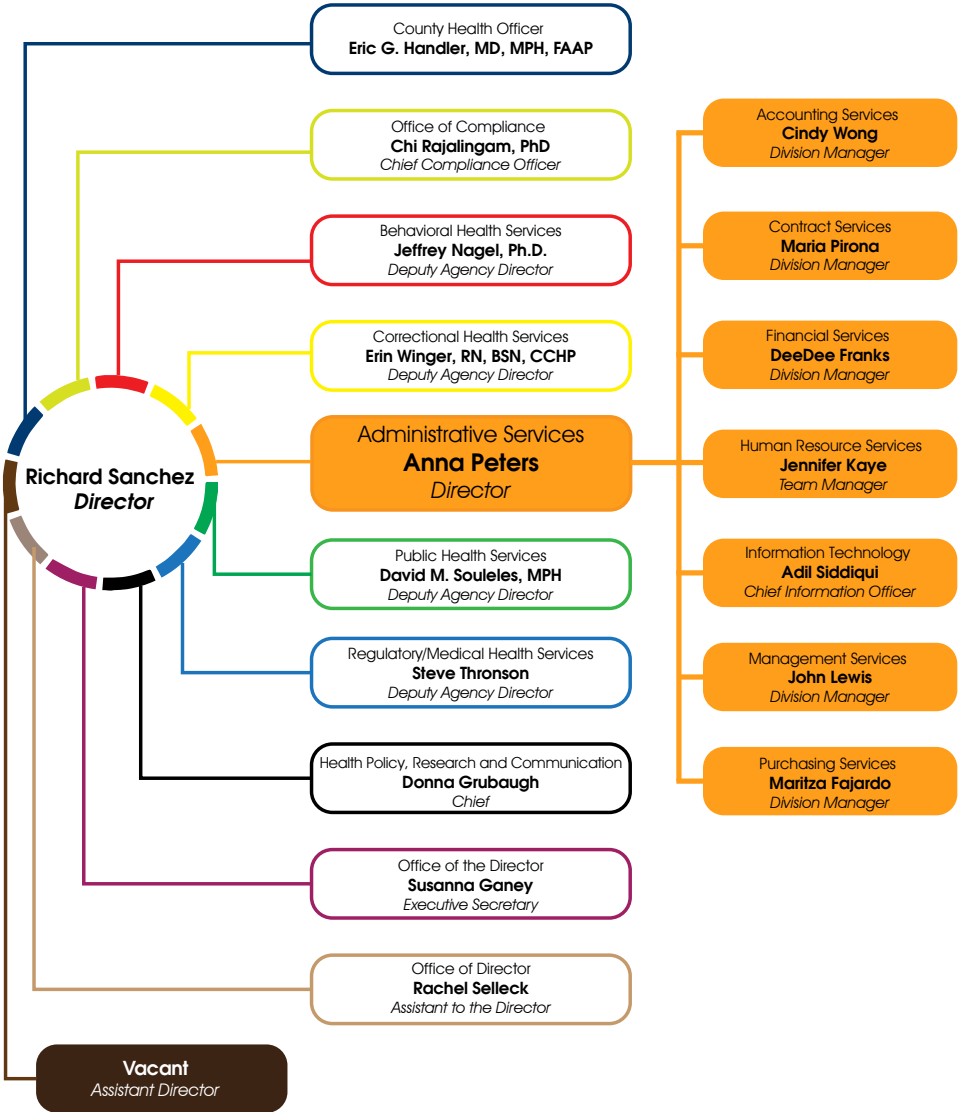 County Health Officer
Eric G. Handler, MD, MPH, FAAP
Office of Compliance
Chi Rajalingam, PhD
Chief Compliance Officer
Behavioral Health Services
Jeffrey Nagel, Ph.D.
Deputy Agency Director
Correctional Health Services
Erin Winger, RN, BSN, CCHP
Deputy Agency Director
Richard Sanchez
Director
Administrative Services
Anna Peters
Director
Public Health Services
David M. Souleles, MPH
Deputy Agency Director
Regulatory/Medical Health Services
Steve Thronson
Deputy Agency Director
Health Policy, Research and Communication
Donna Grubaugh
Chief
Office of the Director
Susanna Ganey
Executive Secretary
Office of Director
Rachel Selleck
Assistant to the Director
Vacant
Assistant Director
Accounting Services
Cindy Wong
Division Manager
Contract Services
Maria Pirona
Division Manager
Financial Services
DeeDee Franks
Division Manager
Human Resource Services
Jennifer Kaye
Team Manager
Information Technology
Adil Siddiqui
Chief Information Officer
Management Services
John Lewis
Division Manager
Purchasing Services
Maritza Fajardo
Division Manager